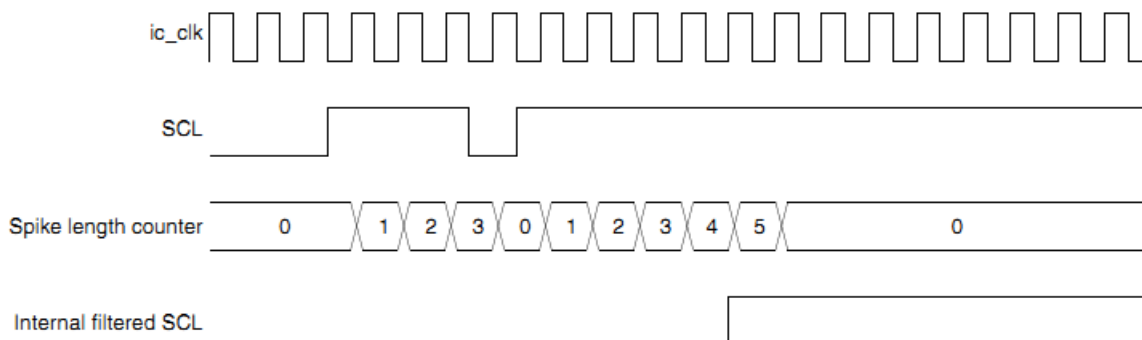 ic_clk
SCL
Spike length counter 0 1 2 3 0 1 2 3 4 5 0
Internal filtered SCL